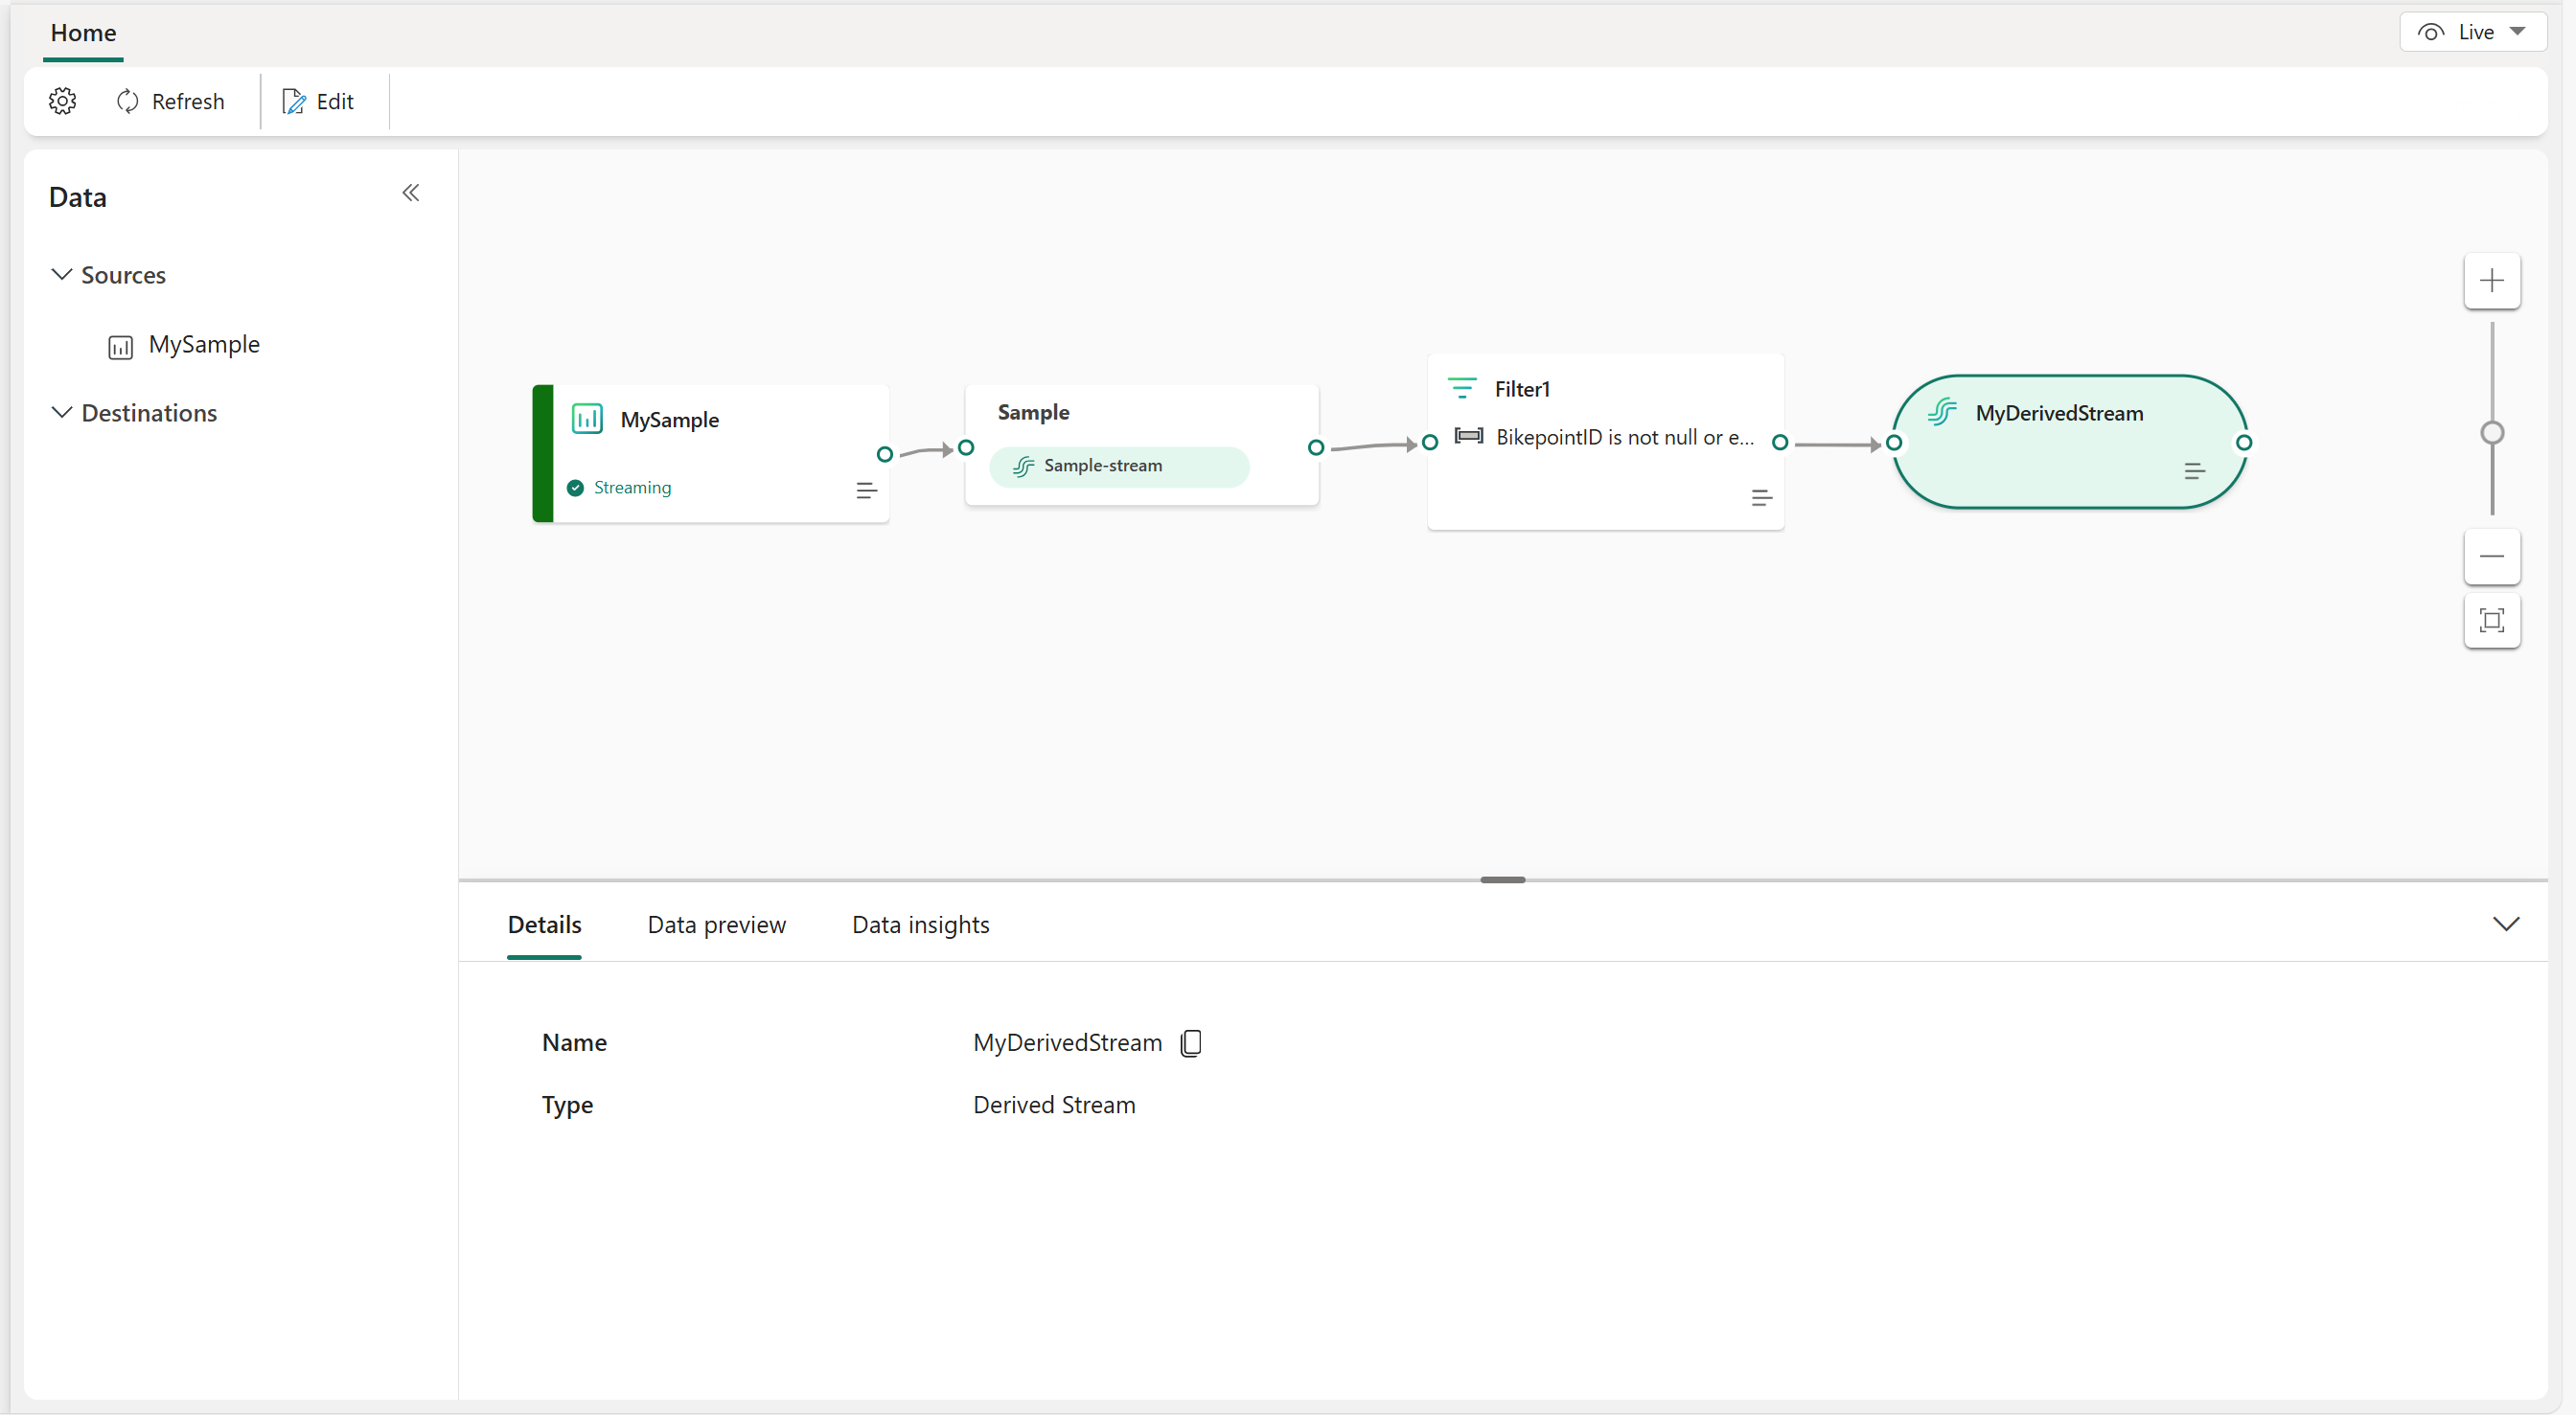 Home
Live
Refresh
Edit
Data
Sources
MySample
Destinations
MySample
Streaming
Sample
Sample-stream
Filter1
BikepointID is not null or e...
MyDerivedStream
Details
Data preview
Data insights
Name
MyDerivedStream
Type
Derived Stream